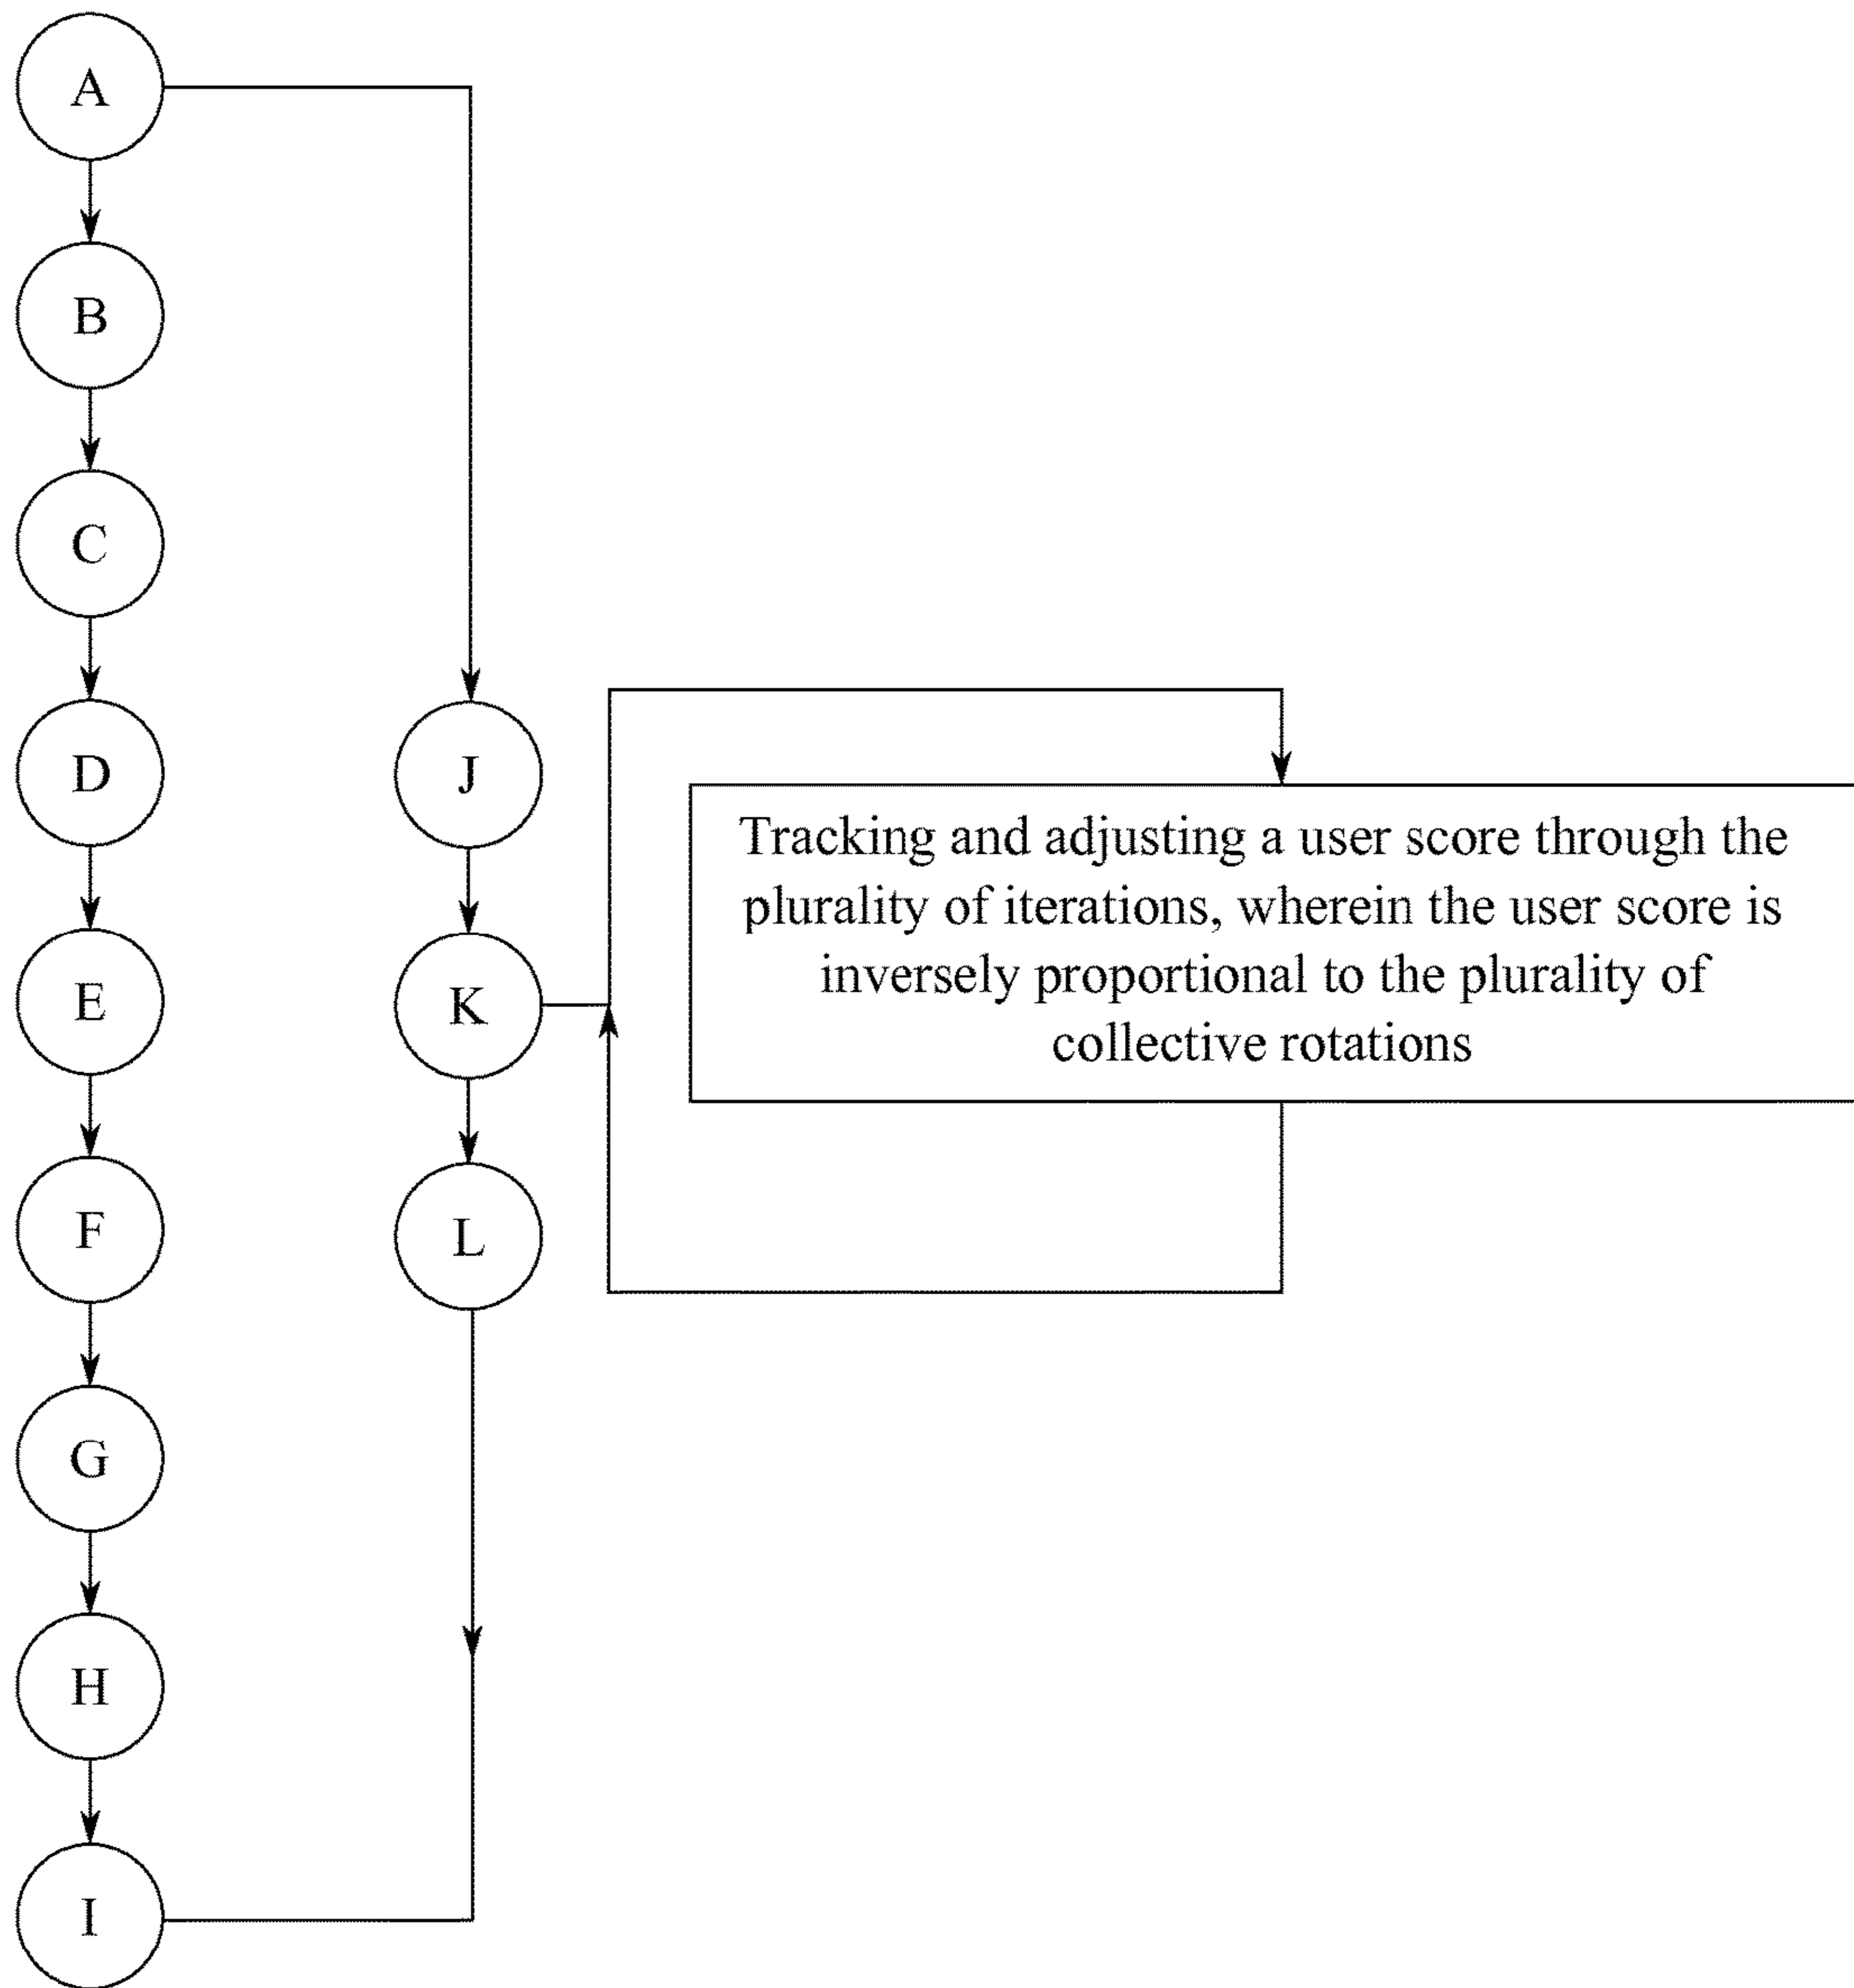 A
B
C
D
E
F
G
H
I
J
K
L
Tracking and adjusting a user score through the
plurality of iterations, wherein the user score is
inversely proportional to the plurality of
collective rotations